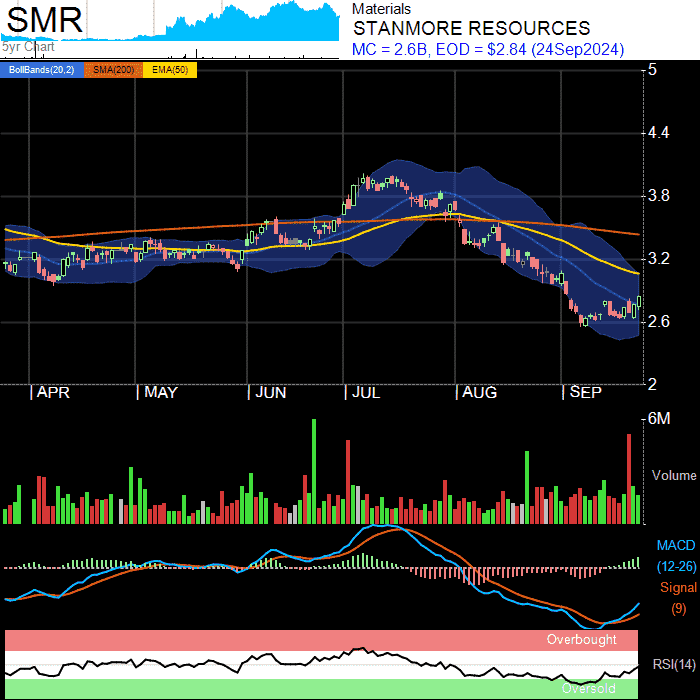 SMR
5yr Chart
Materials
STANMORE RESOURCES
MC = 2.6B, EOD = $2.84 (24Sep2024)
BollBands(20,2) SMA(200) EMA(50)
5
4.4
3.8
3.2
2.6
2
APR MAY JUN JUL AUG SEP
6M
Volume
MACD
(12-26)
Signal
(9)
Overbought
RSI(14)
Oversold